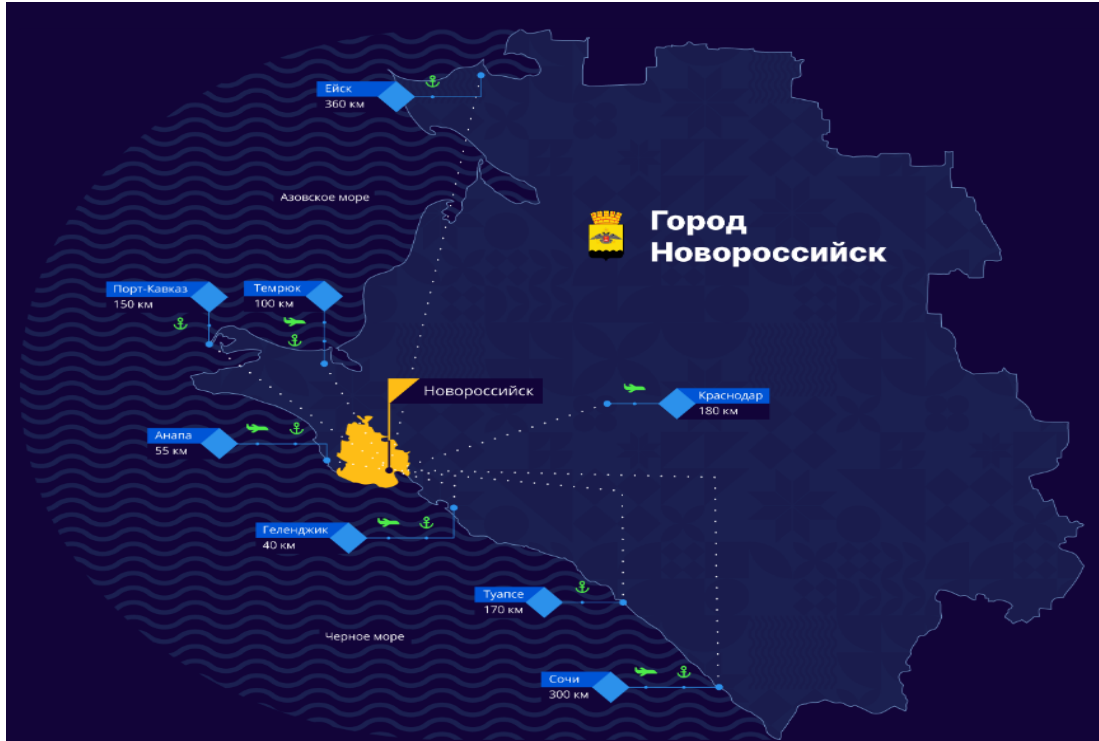 Ейск
360 км
Азовское море
Город
Новороссийск
Порт-Кавказ
150 км
Темрюк
100 км
Новороссийск
Краснодар
180 км
Анапа
55 км
Геленджик
40 км
Туапсе
170 км
Черное море
Сочи
300 км